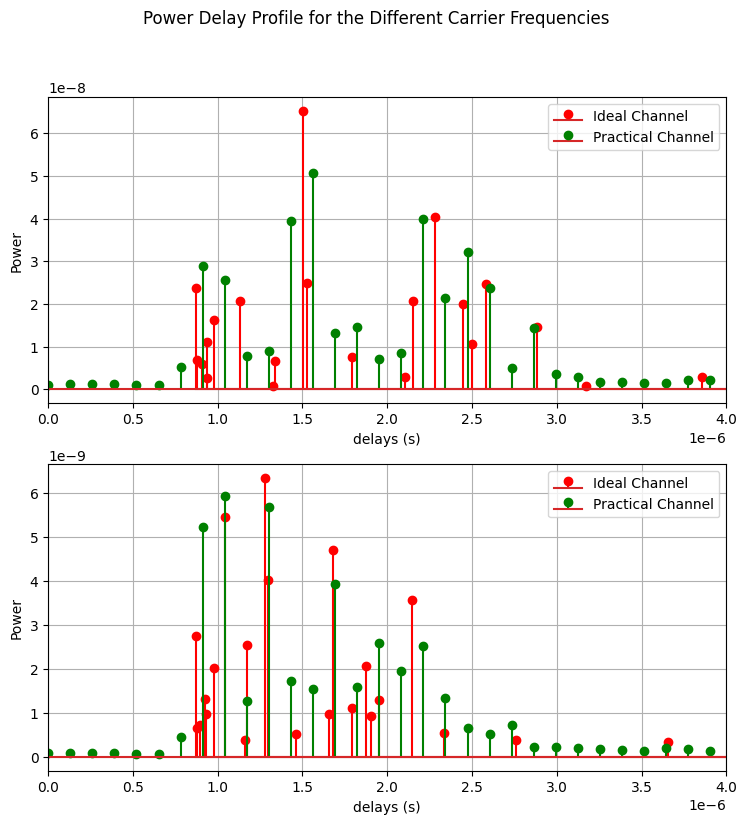 Power Delay Profile for the Different Carrier Frequencies
1e−8
Ideal Channel
Practical Channel
6
5
4
3
2
1
0
Power
0.0 0.5 1.0 1.5 2.0 2.5 3.0 3.5 4.0
delays (s)
1e−6
1e−9
Ideal Channel
Practical Channel
6
5
4
3
2
1
0
Power
0.0 0.5 1.0 1.5 2.0 2.5 3.0 3.5 4.0
delays (s)
1e−6